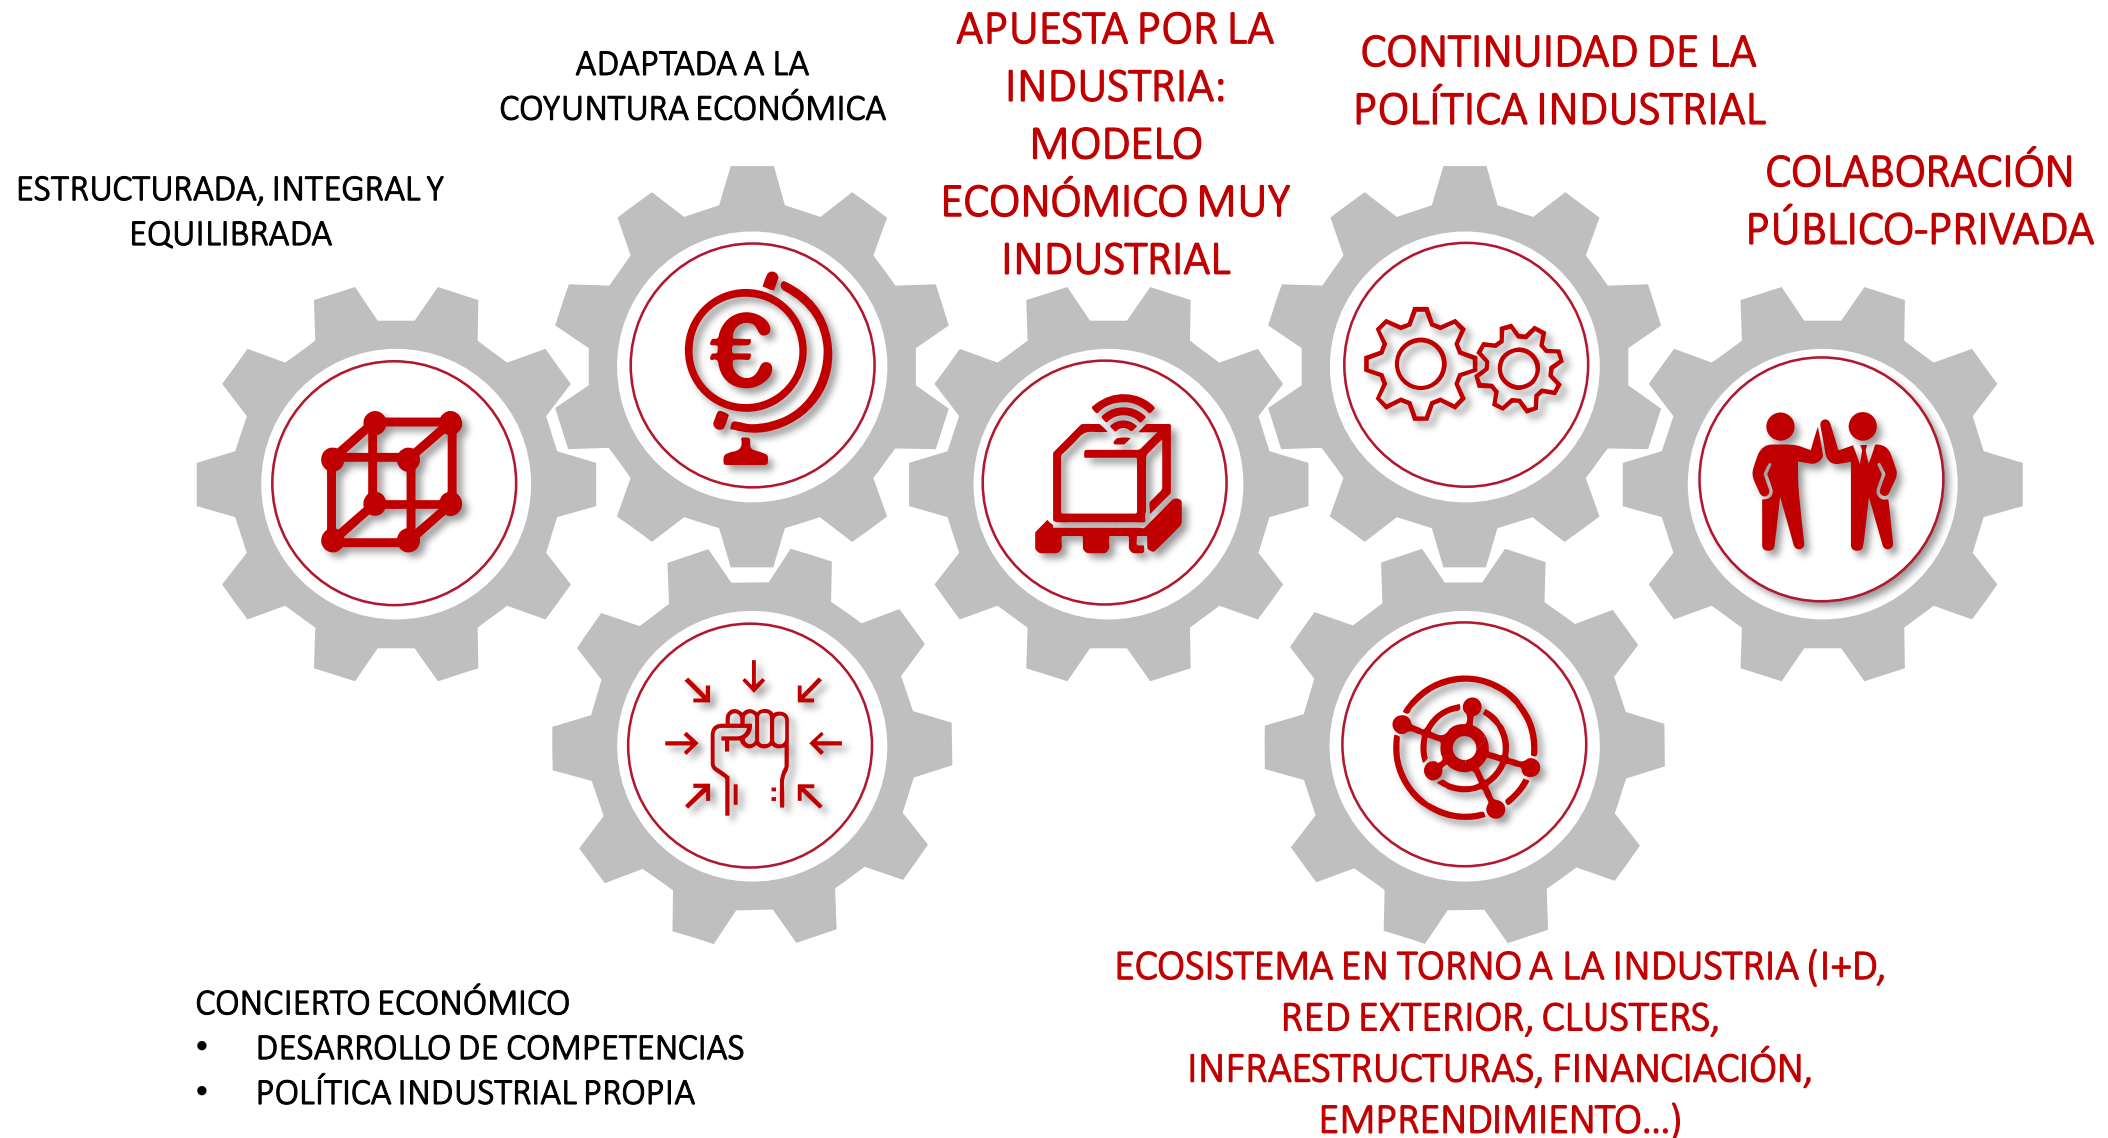 ESTRUCTURADA, INTEGRAL Y
EQUILIBRADA
ADAPTADA A LA
COYUNTURA ECONÓMICA
APUESTA POR LA
INDUSTRIA:
MODELO
ECONÓMICO MUY
INDUSTRIAL
CONTINUIDAD DE LA
POLÍTICA INDUSTRIAL
COLABORACIÓN
PÚBLICO-PRIVADA
€
CONCIERTO ECONÓMICO
• DESARROLLO DE COMPETENCIAS
• POLÍTICA INDUSTRIAL PROPIA
ECOSISTEMA EN TORNO A LA INDUSTRIA (I+D,
RED EXTERIOR, CLUSTERS,
INFRAESTRUCTURAS, FINANCIACIÓN,
EMPRENDIMIENTO...)